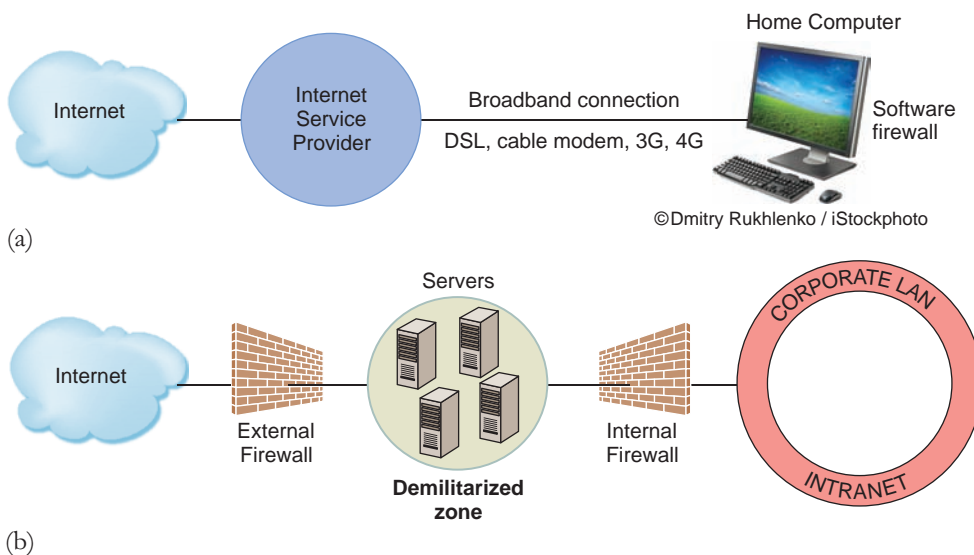 Home Computer
Internet
Internet
Service
Provider
Broadband connection
DSL, cable modem, 3G, 4G
Software
firewall
©Dmitry Rukhlenko / iStockphoto
(a)
Servers
CORPORATE LAN
Internet
External
Firewall
Internal
Firewall
Demilitarized
zone
INTRANET
(b)